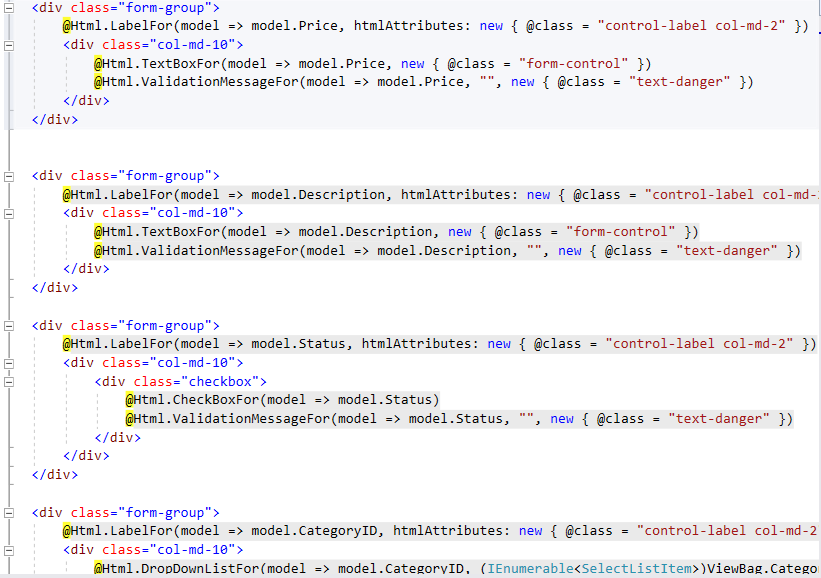 <div class="form-group">
@Html.LabelFor(model => model.Price, htmlAttributes: new { @class = "control-label col-md-2" })
<div class="col-md-10">
@Html.TextBoxFor(model => model.Price, new { @class = "form-control" })
@Html.ValidationMessageFor(model => model.Price, "", new { @class = "text-danger" })
</div>
</div>
<div class="form-group">
@Html.LabelFor(model => model.Description, htmlAttributes: new { @class = "control-label col-md-
<div class="col-md-10">
@Html.TextBoxFor(model => model.Description, new { @class = "form-control" })
@Html.ValidationMessageFor(model => model.Description, "", new { @class = "text-danger" })
</div>
</div>
<div class="form-group">
@Html.LabelFor(model => model.Status, htmlAttributes: new { @class = "control-label col-md-2" })
<div class="col-md-10">
<div class="checkbox">
@Html.CheckBoxFor(model => model.Status)
@Html.ValidationMessageFor(model => model.Status, "", new { @class = "text-danger" })
</div>
</div>
</div>
<div class="form-group">
@Html.LabelFor(model => model.CategoryID, htmlAttributes: new { @class = "control-label col-md-2
<div class="col-md-10">
@Html.DropDownListFor(model => model.CategoryID, (IEnumerable<SelectListItem>)ViewBag.Catego